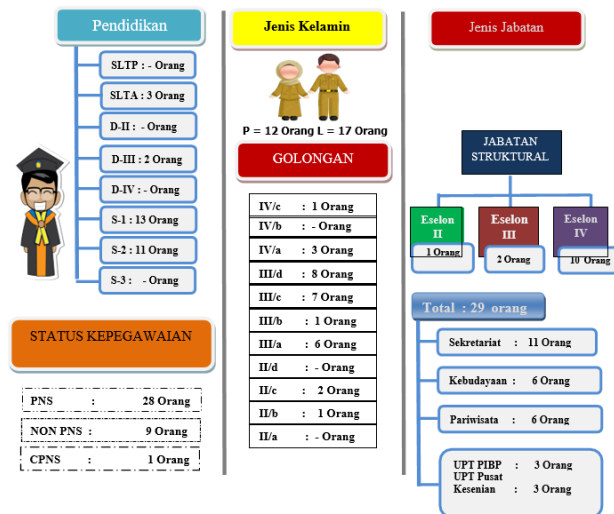 Pendidikan
SLTP : - Orang
SLTA : 3 Orang
D-II : - Orang
D-III : 2 Orang
D-IV : - Orang
S-1 : 13 Orang
S-2 : 11 Orang
S-3 : - Orang
STATUS KEPEGAWAIAN
PNS : 28 Orang
NON PNS : 9 Orang
CPNS : 1 Orang
Jenis Kelamin
P = 12 Orang L = 17 Orang
GOLONGAN
IV/c : 1 Orang
IV/b : - Orang
IV/a : 3 Orang
III/d : 8 Orang
III/c : 7 Orang
III/b : 1 Orang
III/a : 6 Orang
II/d : - Orang
II/c : 2 Orang
II/b : 1 Orang
II/a : - Orang
Jenis Jabatan
JABATAN
STRUKTURAL
Eselon
II
1 Orang
Eselon
III
2 Orang
Eselon
IV
10 Orang
Total : 29 orang
Sekretariat : 11 Orang
Kebudayaan : 6 Orang
Pariwisata : 6 Orang
UPT PIBP : 3 Orang
UPT Pusat
Kesenian : 3 Orang